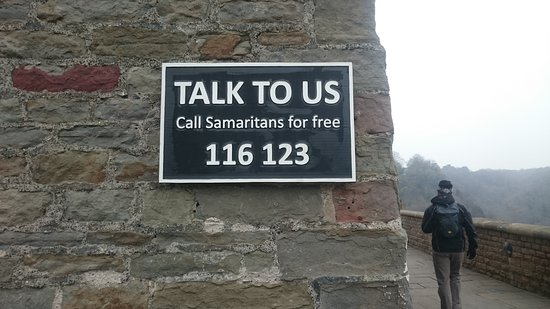 TALK TO US
Call Samaritans for free
116 123